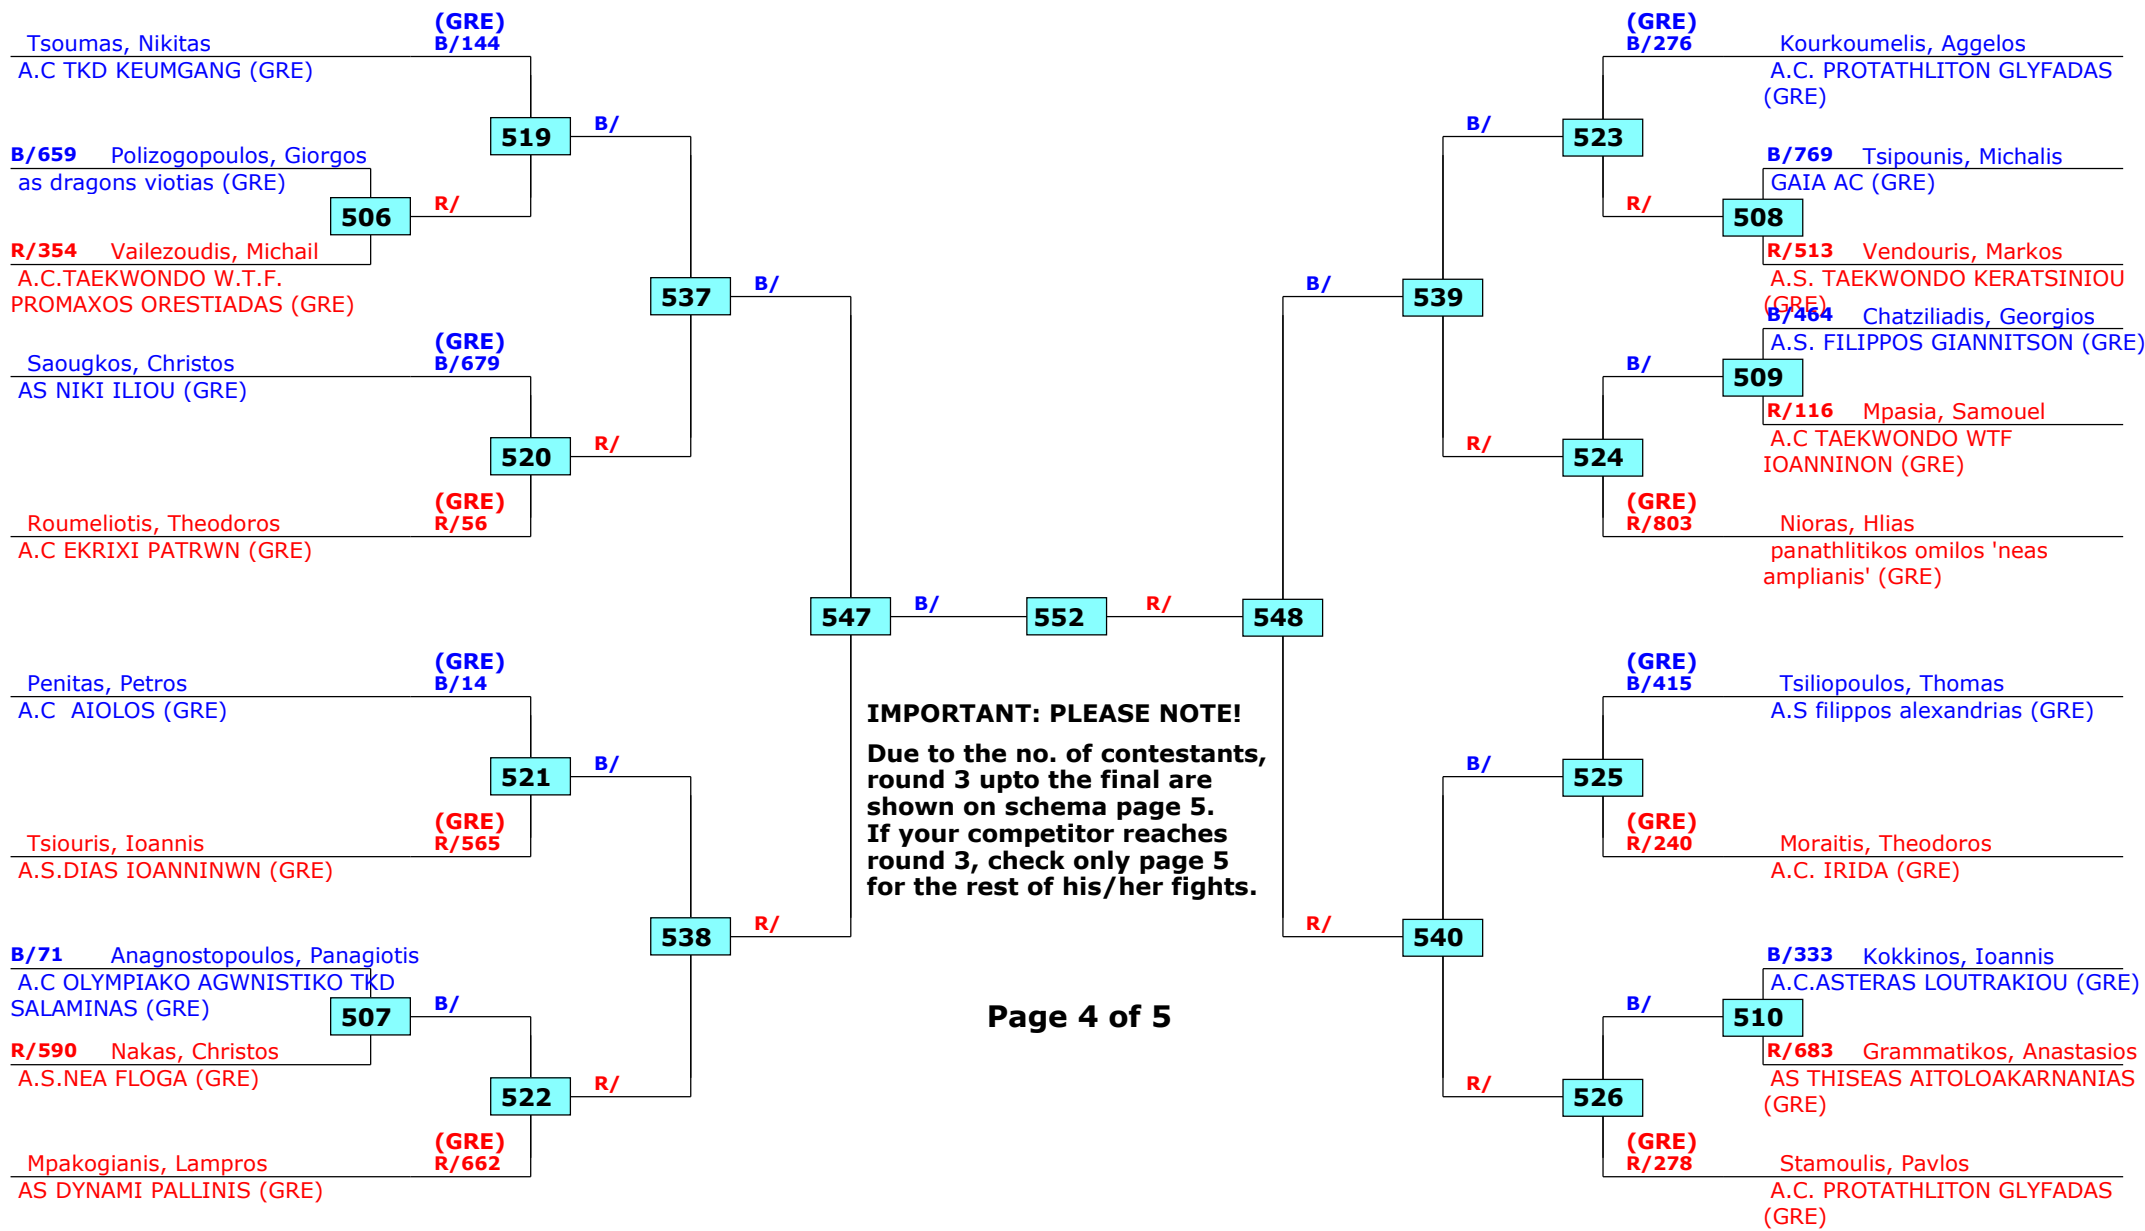 (GRE)
Tsoumas, Nikitas
B/144
A.C TKD KEUMGANG (GRE)
519
B/
B/659 Polizogopoulos, Giorgos
as dragons viotias (GRE)
506
R/
R/354 Vailezoudis, Michail
A.C.TAEKWONDO W.T.F.
PROMAXOS ORESTIADAS (GRE)
537
B/
(GRE)
Saougkos, Christos
B/679
AS NIKI ILIOU (GRE)
520
R/
(GRE)
Roumeliotis, Theodoros
R/56
A.C EKRIXI PATRWN (GRE)
547
B/
552
R/
548
(GRE)
Penitas, Petros
B/14
A.C  AIOLOS (GRE)
521
B/
(GRE)
Tsiouris, Ioannis
R/565
A.S.DIAS IOANNINWN (GRE)
538
R/
B/71 Anagnostopoulos, Panagiotis
A.C OLYMPIAKO AGWNISTIKO TKD
SALAMINAS (GRE)
507
B/
R/590 Nakas, Christos
A.S.NEA FLOGA (GRE)
522
R/
(GRE)
Mpakogianis, Lampros
R/662
AS DYNAMI PALLINIS (GRE)
IMPORTANT: PLEASE NOTE!
Due to the no. of contestants,
round 3 upto the final are
shown on schema page 5.
If your competitor reaches
round 3, check only page 5
for the rest of his/her fights.
Page 4 of 5
(GRE)
B/276
Kourkoumelis, Aggelos
A.C. PROTATHLITON GLYFADAS
(GRE)
B/
523
B/769 Tsipounis, Michalis
GAIA AC (GRE)
R/
508
R/513 Vendouris, Markos
A.S. TAEKWONDO KERATSINIOU
(GRE)
B/
539
B/464 Chatziliadis, Georgios
A.S. FILIPPOS GIANNITSON (GRE)
B/
509
R/116 Mpasia, Samouel
A.C TAEKWONDO WTF
IOANNINON (GRE)
R/
524
(GRE)
R/803
Nioras, Hlias
panathlitikos omilos 'neas
amplianis' (GRE)
(GRE)
B/415
Tsiliopoulos, Thomas
A.S filippos alexandrias (GRE)
B/
525
(GRE)
R/240
Moraitis, Theodoros
A.C. IRIDA (GRE)
R/
540
B/333 Kokkinos, Ioannis
A.C.ASTERAS LOUTRAKIOU (GRE)
B/
510
R/683 Grammatikos, Anastasios
AS THISEAS AITOLOAKARNANIAS
(GRE)
R/
526
(GRE)
R/278
Stamoulis, Pavlos
A.C. PROTATHLITON GLYFADAS
(GRE)